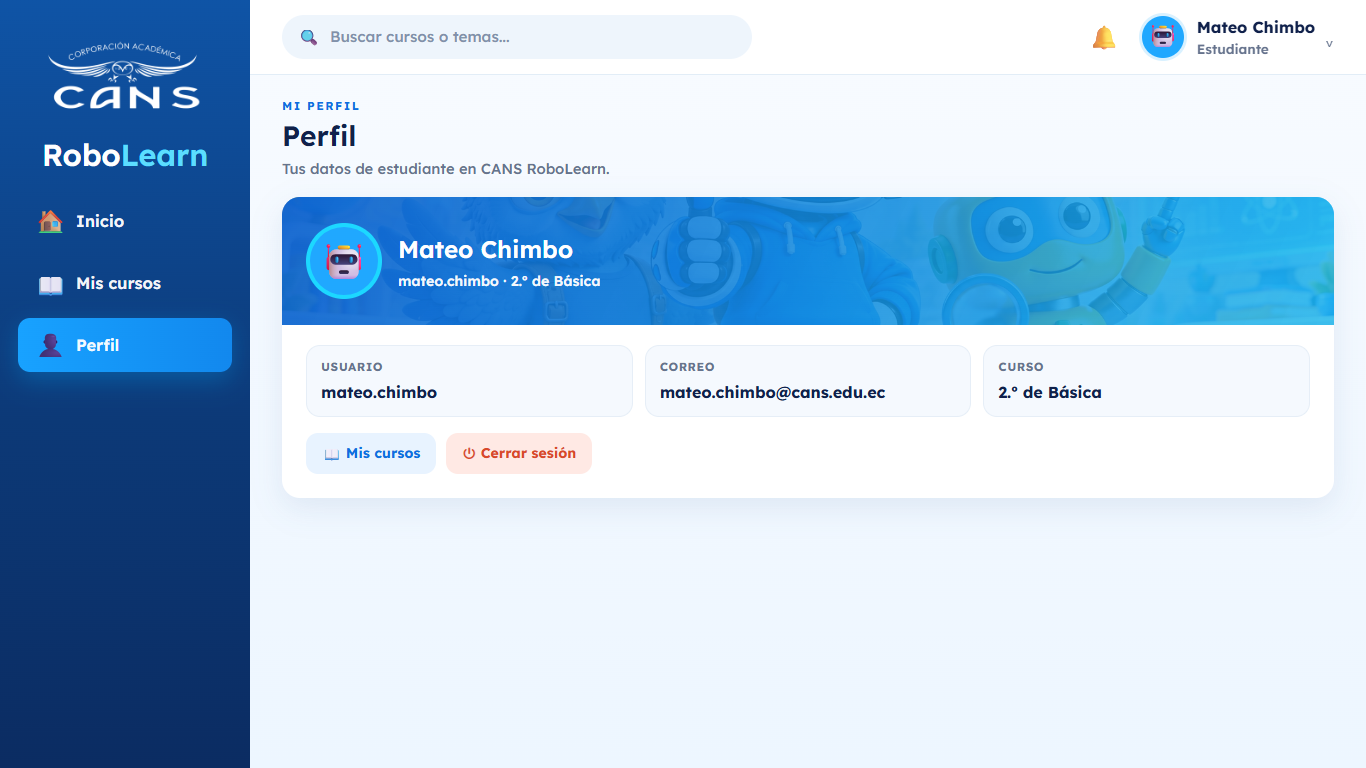 CORPORACIÓN ACADÉMICA
CANS
RoboLearn
Inicio
Mis cursos
Perfil
Buscar cursos o temas...
Mateo Chimbo
Estudiante
v
MI PERFIL
Perfil
Tus datos de estudiante en CANS RoboLearn.
Mateo Chimbo
mateo.chimbo · 2.º de Básica
USUARIO
mateo.chimbo
CORREO
mateo.chimbo@cans.edu.ec
CURSO
2.º de Básica
Mis cursos
Cerrar sesión